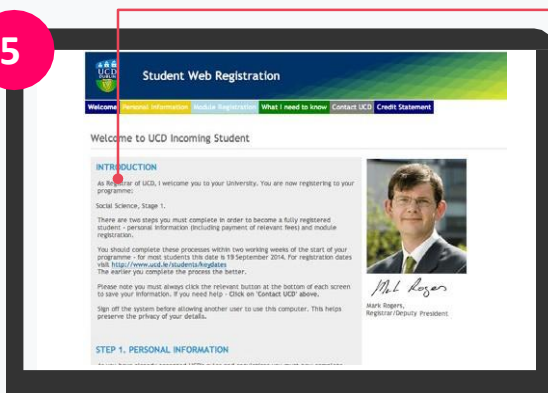 5
UCD
DUBLIN
Student Web Registration
Welcome Personal Information Module Registration What I need to know Contact UCD Credit Statement
Welcome to UCD Incoming Student
INTRODUCTION
As Registrar of UCD, I welcome you to your University. You are now registering to your
programme:
Social Science, Stage 1.
There are two steps you must complete in order to become a fully registered
student - personal information (including payment of relevant fees) and module
registration.
You should complete these processes within two working weeks of the start of your
programme - for most students this date is 19 September 2014. For registration dates
visit http://www.ucd.ie/students/keydates
The earlier you complete the process the better.
Please note you must always click the relevant button at the bottom of each screen
to save your information. If you need help - Click on 'Contact UCD' above.
Sign off the system before allowing another user to use this computer. This helps
preserve the privacy of your details.
Mark Rogers
Mark Rogers,
Registrar/Deputy President
STEP 1. PERSONAL INFORMATION